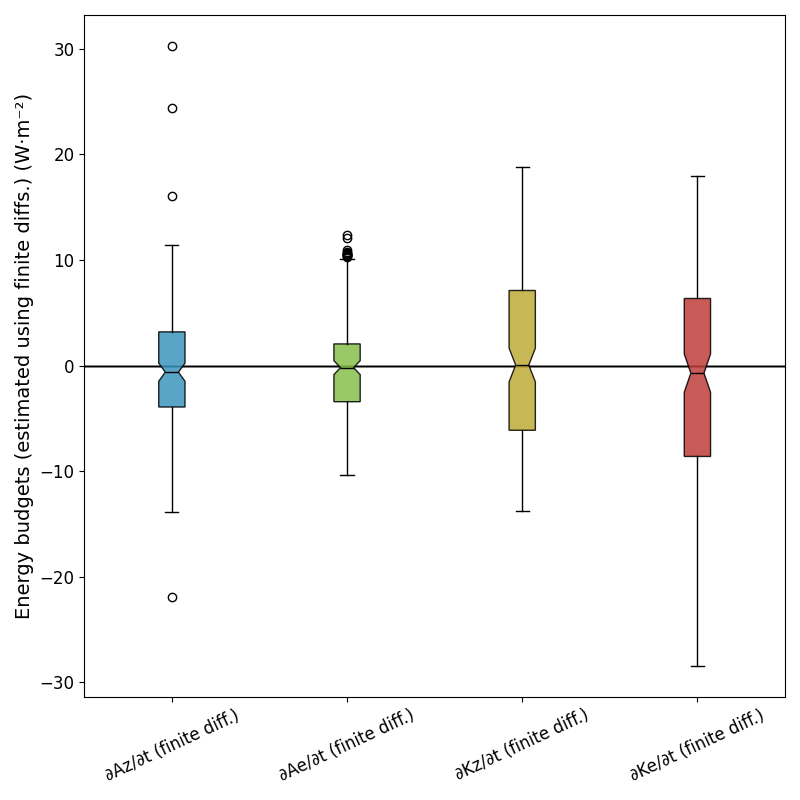 Energy budgets (estimated using finite diffs.) (W·m⁻²)
30
20
10
0
−10
−20
−30
∂Az/∂t (finite diff.)
∂Ae/∂t (finite diff.)
∂Kz/∂t (finite diff.)
∂Ke/∂t (finite diff.)